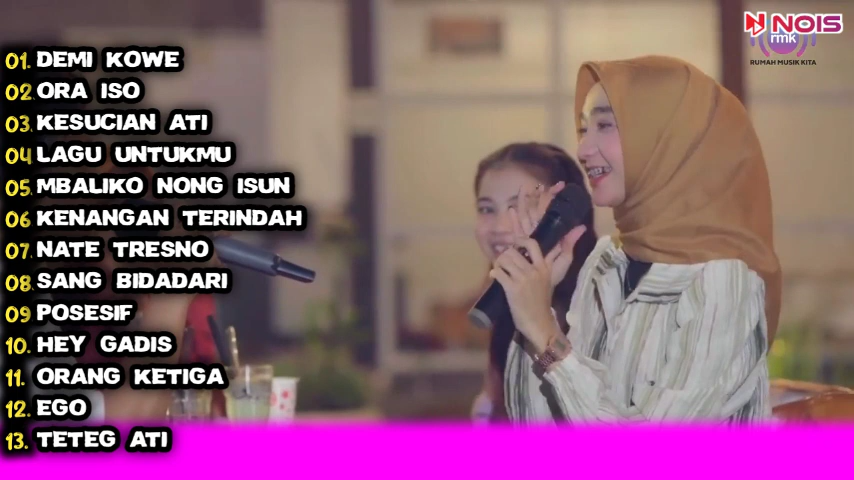 NOIS
rmk
RUMAH MUSIK KITA
01. DEMI KOWE
02. ORA ISO
03. KESUCIAN ATI
04. LAGU UNTUKMU
05. MBALIKO NONG ISUN
06. KENANGAN TERINDAH
07. NATE TRESNO
08. SANG BIDADARI
09. POSESIF
10. HEY GADIS
11. ORANG KETIGA
12. EGO
13. TETEG ATI